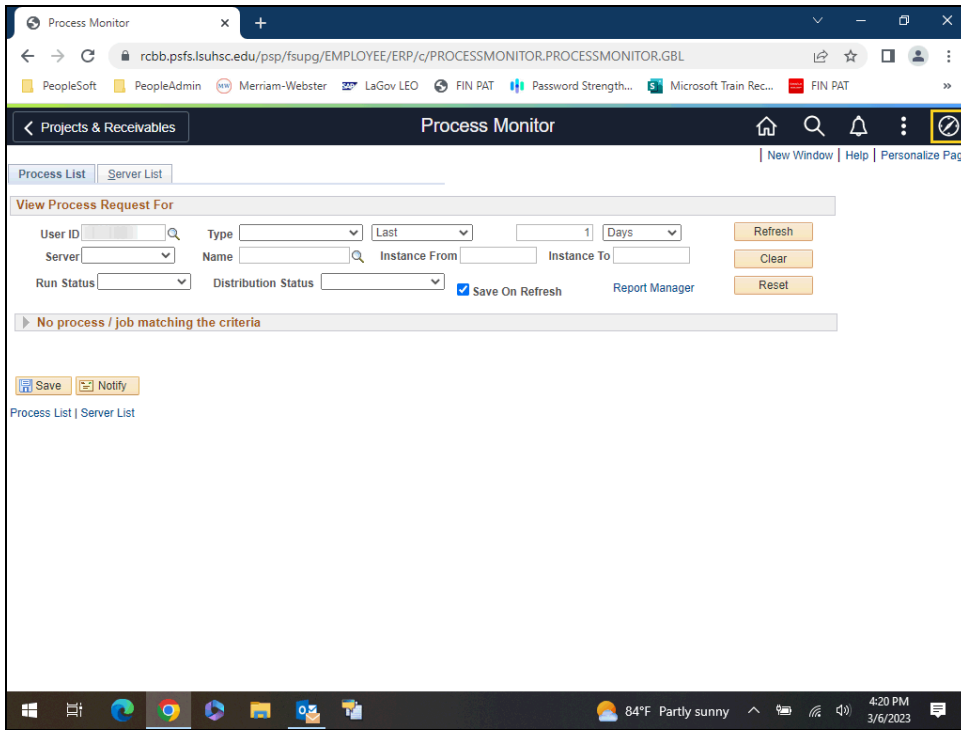 Process Monitor
rcbb.psfs.lsuhsc.edu/psp/fsupg/EMPLOYEE/ERP/c/PROCESSMONITOR.PROCESSMONITOR.GBL
PeopleSoft PeopleAdmin MW Merriam-Webster SAP LaGov LEO FIN PAT Password Strength... S Microsoft Train Rec... FIN PAT »
Projects & Receivables Process Monitor
New Window | Help | Personalize Pag
Process List Server List
View Process Request For
User ID Type Last 1 Days Refresh
Server Name Instance From Instance To Clear
Run Status Distribution Status Save On Refresh Report Manager Reset
No process / job matching the criteria
Save Notify
Process List | Server List
84°F Partly sunny 4:20 PM
3/6/2023